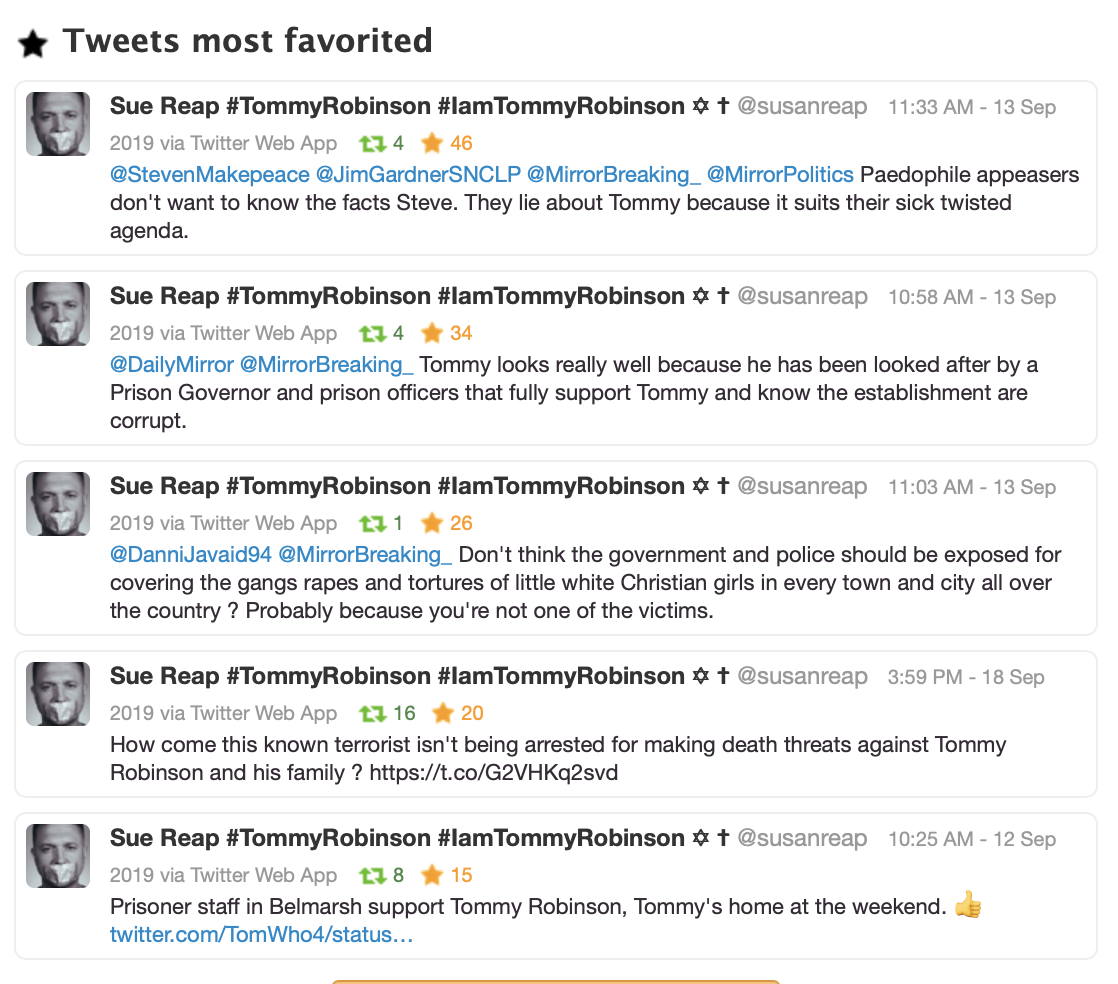 ★ Tweets most favorited
Sue Reap #TommyRobinson #IamTommyRobinson ✡ ✝ @susanreap 11:33 AM - 13 Sep
2019 via Twitter Web App 4 46
@StevenMakepeace @JimGardnerSNCLP @MirrorBreaking_ @MirrorPolitics Paedophile appeasers
don't want to know the facts Steve. They lie about Tommy because it suits their sick twisted
agenda.
Sue Reap #TommyRobinson #IamTommyRobinson ✡ ✝ @susanreap 10:58 AM - 13 Sep
2019 via Twitter Web App 4 34
@DailyMirror @MirrorBreaking_ Tommy looks really well because he has been looked after by a
Prison Governor and prison officers that fully support Tommy and know the establishment are
corrupt.
Sue Reap #TommyRobinson #IamTommyRobinson ✡ ✝ @susanreap 11:03 AM - 13 Sep
2019 via Twitter Web App 1 26
@DanniJavaid94 @MirrorBreaking_ Don't think the government and police should be exposed for
covering the gangs rapes and tortures of little white Christian girls in every town and city all over
the country ? Probably because you're not one of the victims.
Sue Reap #TommyRobinson #IamTommyRobinson ✡ ✝ @susanreap 3:59 PM - 18 Sep
2019 via Twitter Web App 16 20
How come this known terrorist isn't being arrested for making death threats against Tommy
Robinson and his family ? https://t.co/G2VHKq2svd
Sue Reap #TommyRobinson #IamTommyRobinson ✡ ✝ @susanreap 10:25 AM - 12 Sep
2019 via Twitter Web App 8 15
Prisoner staff in Belmarsh support Tommy Robinson, Tommy's home at the weekend. 👍
twitter.com/TomWho4/status…